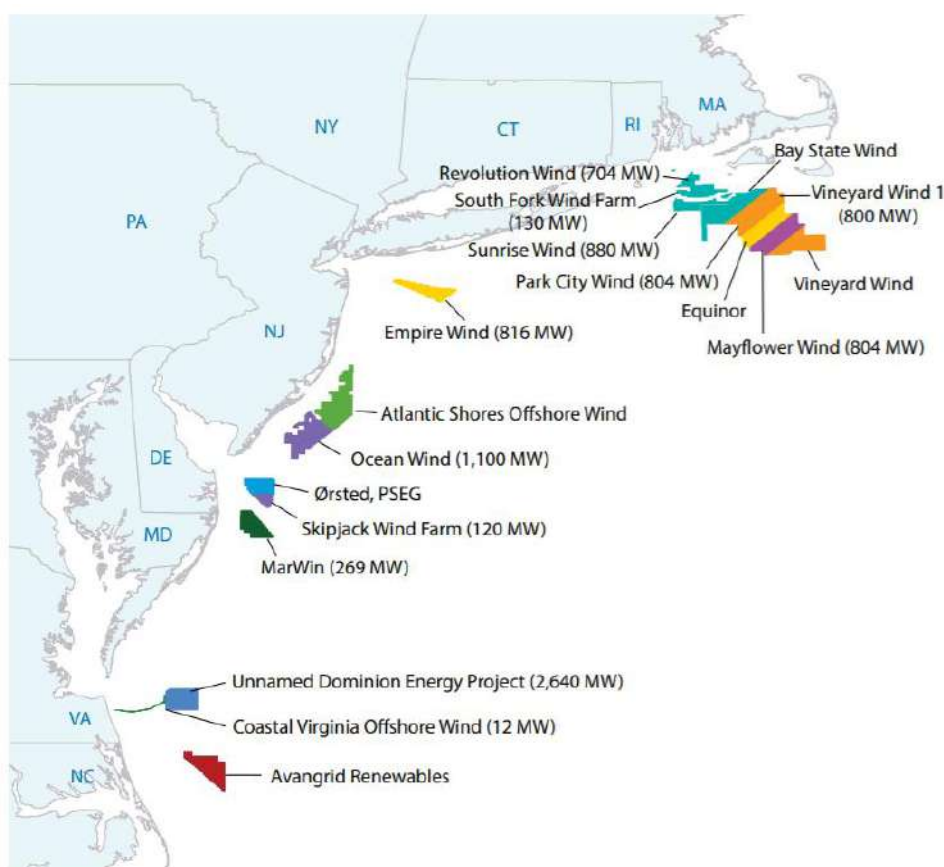 MA
NY
CT
RI
Bay State Wind
Revolution Wind (704 MW)
Vineyard Wind 1
(800 MW)
South Fork Wind Farm
(130 MW)
PA
Sunrise Wind (880 MW)
Park City Wind (804 MW)
Vineyard Wind
Equinor
NJ
Empire Wind (816 MW)
Mayflower Wind (804 MW)
Atlantic Shores Offshore Wind
DE
Ocean Wind (1,100 MW)
Ørsted, PSEG
MD
Skipjack Wind Farm (120 MW)
MarWin (269 MW)
Unnamed Dominion Energy Project (2,640 MW)
VA
Coastal Virginia Offshore Wind (12 MW)
NC
Avangrid Renewables